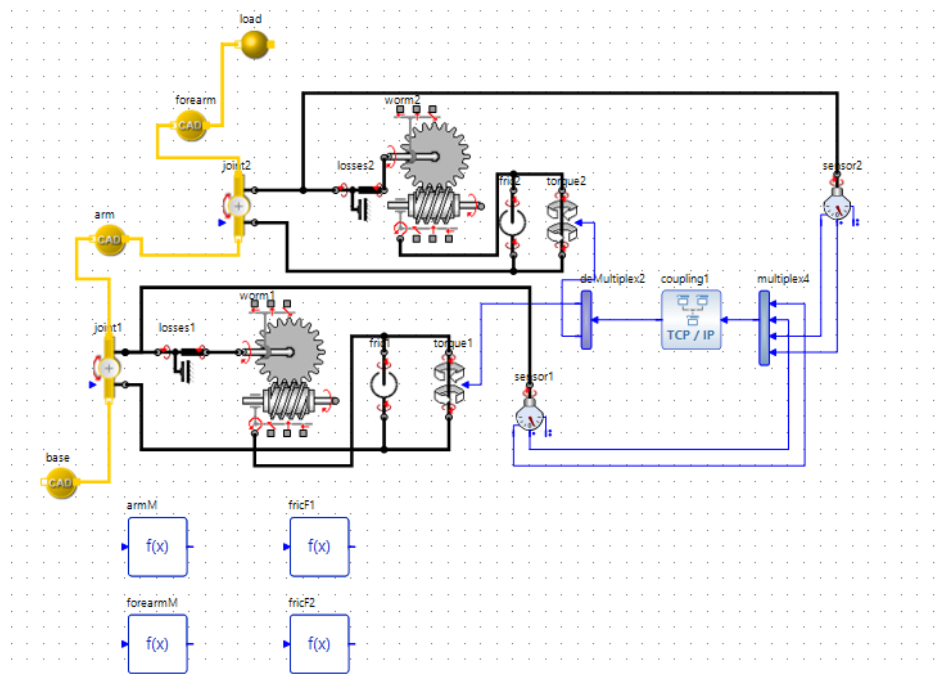 load
forearm
CAD
worm2
joint2
losses2
fric2
torque2
sensor2
arm
CAD
deMultiplex2
coupling1
multiplex4
TCP / IP
worm1
joint1
losses1
fric1
torque1
sensor1
base
CAD
armM
fricF1
f(x)
f(x)
forearmM
fricF2
f(x)
f(x)